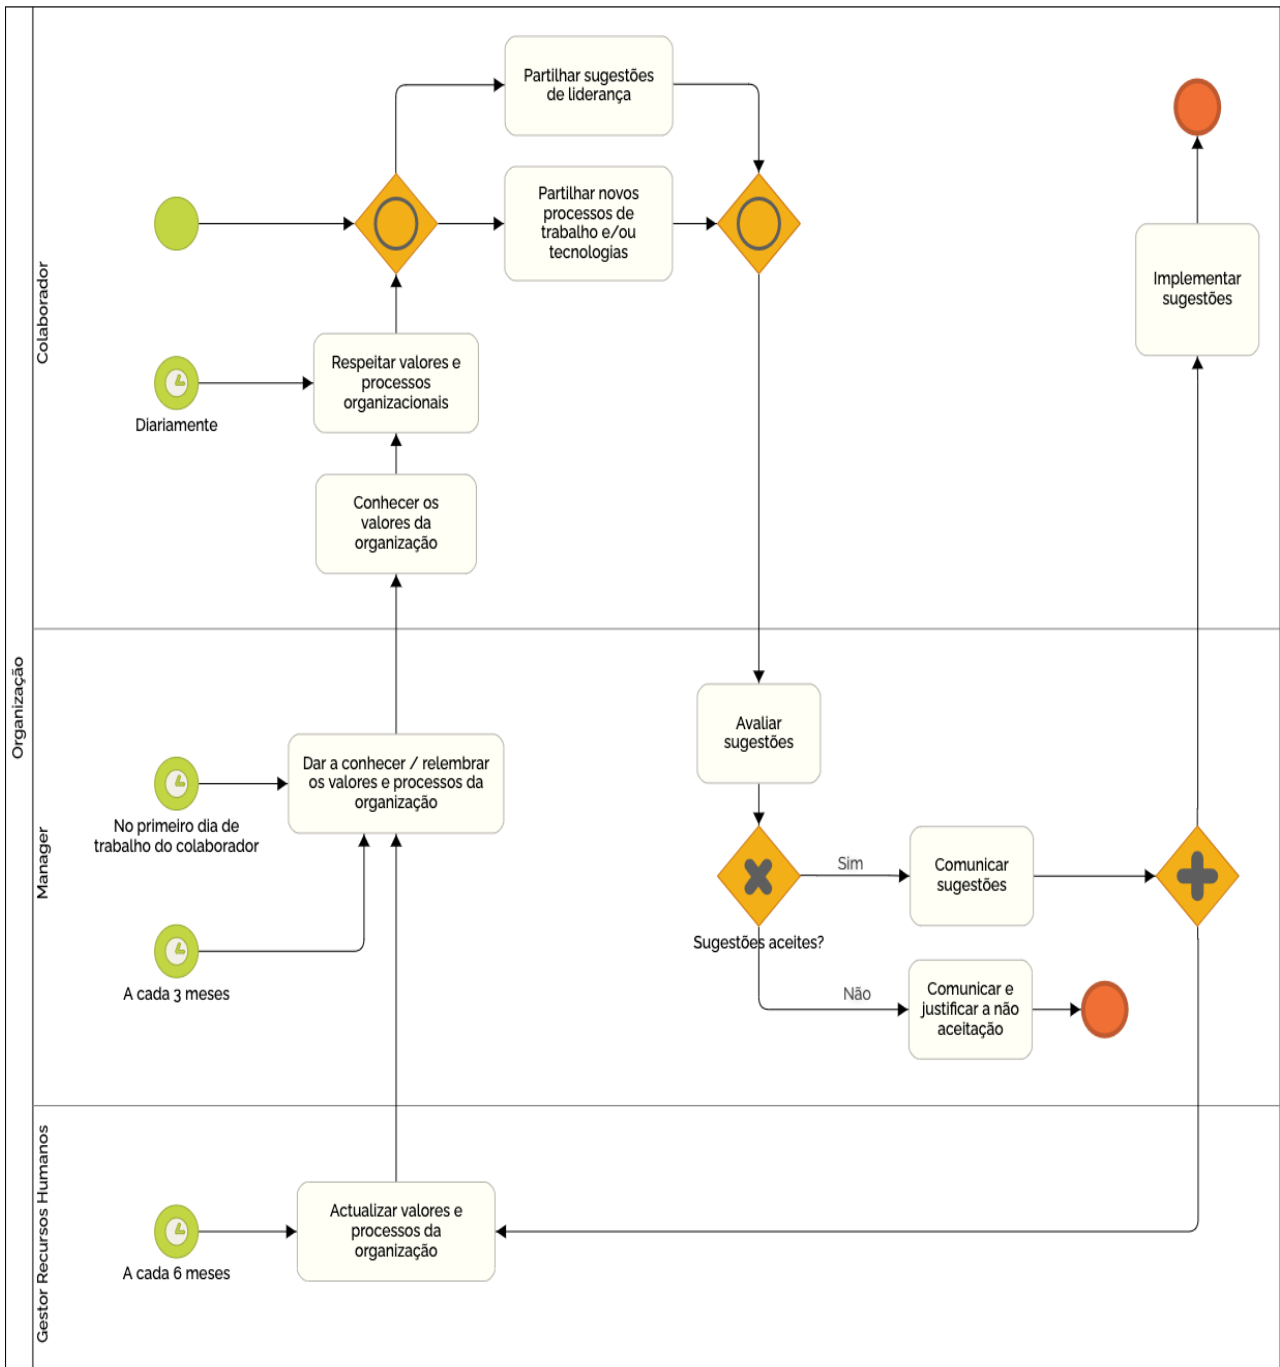 Organização
Colaborador
Partilhar sugestões
de liderança
Partilhar novos
processos de
trabalho e/ou
tecnologias
Implementar
sugestões
Respeitar valores e
processos
organizacionais
Diariamente
Conhecer os
valores da
organização
Manager
Avaliar
sugestões
Dar a conhecer / relembrar
os valores e processos da
organização
No primeiro dia de
trabalho do colaborador
Sim
Comunicar
sugestões
Sugestões aceites?
A cada 3 meses
Não
Comunicar e
justificar a não
aceitação
Gestor Recursos Humanos
Actualizar valores e
processos da
organização
A cada 6 meses